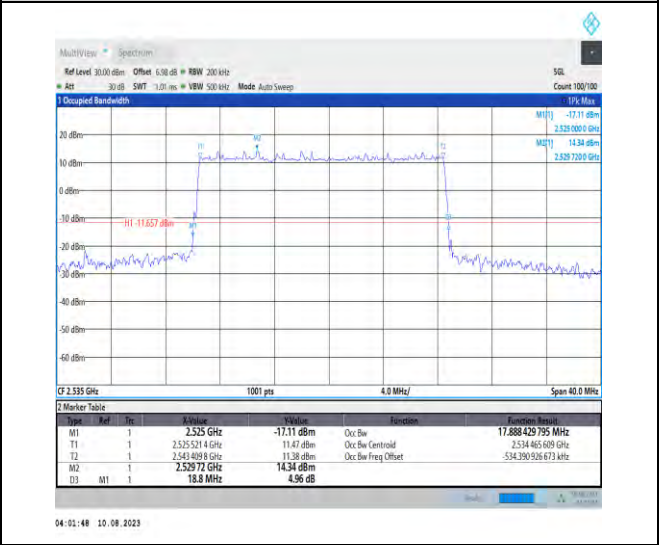 MultiView Spectrum
Ref Level 30.00 dBm Offset 6.98 dB RBW 200 kHz SGL
Att 30 dB SWT 1.01 ms VBW 500 kHz Mode Auto Sweep Count 100/100
1 Occupied Bandwidth 1Pk Max
M1[1] -17.11 dBm
2.525 000 0 GHz
M2[1] 14.34 dBm
2.529 720 0 GHz
20 dBm
M2
T1 T2
10 dBm
0 dBm
-10 dBm
H1 -11.657 dBm
M1 D3
-20 dBm
-30 dBm
-40 dBm
-50 dBm
-60 dBm
CF 2.535 GHz 1001 pts 4.0 MHz/ Span 40.0 MHz
2 Marker Table
Type Ref Trc X-Value Y-Value Function Function Result
M1 1 2.525 GHz -17.11 dBm Occ Bw 17.888 429 795 MHz
T1 1 2.525 521 4 GHz 11.47 dBm Occ Bw Centroid 2.534 465 609 GHz
T2 1 2.543 409 8 GHz 11.38 dBm Occ Bw Freq Offset -534.390 926 673 kHz
M2 1 2.529 72 GHz 14.34 dBm
D3 M1 1 18.8 MHz 4.96 dB
04:01:48 10.08.2023